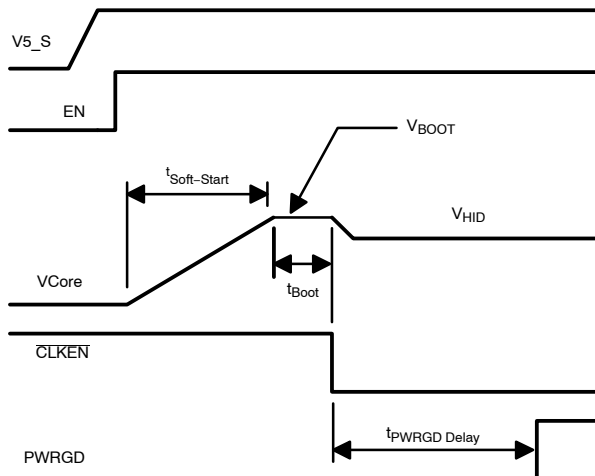 V5_S
EN
VBOOT
tSoft–Start
VHID
VCore
tBoot
CLKEN
tPWRGD Delay
PWRGD